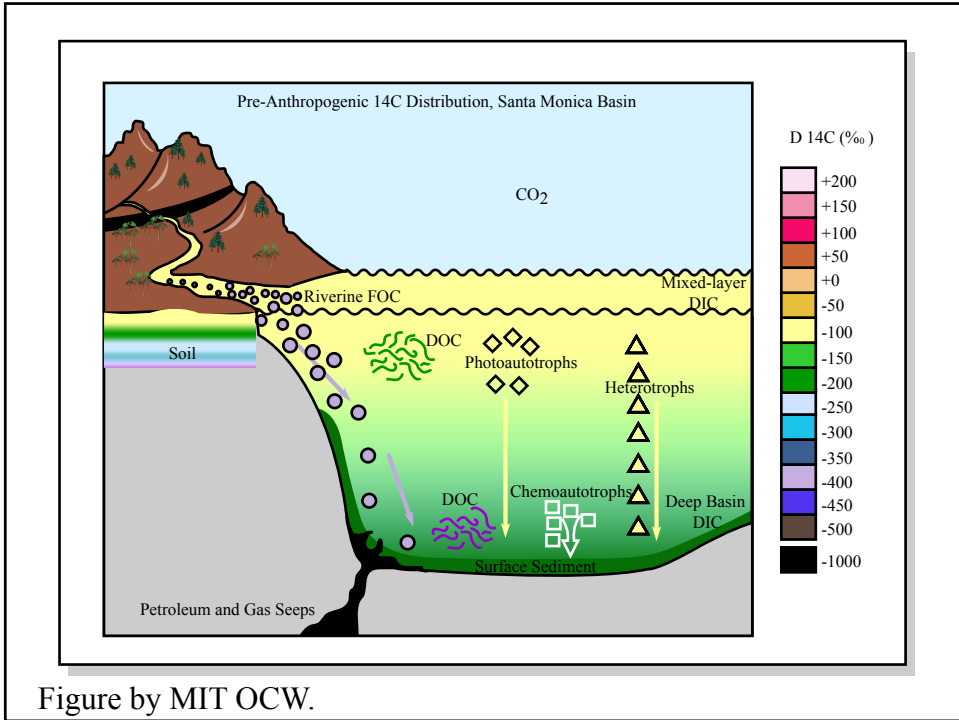 Pre-Anthropogenic 14C Distribution, Santa Monica Basin
D 14C (‰)
CO2
+200
+150
+100
+50
+0
-50
-100
-150
-200
-250
-300
-350
-400
-450
-500
-1000
Mixed-layer
DIC
Riverine FOC
DOC
Photoautotrophs
Heterotrophs
Soil
DOC
Chemoautotrophs
Deep Basin
DIC
Surface Sediment
Petroleum and Gas Seeps
Figure by MIT OCW.